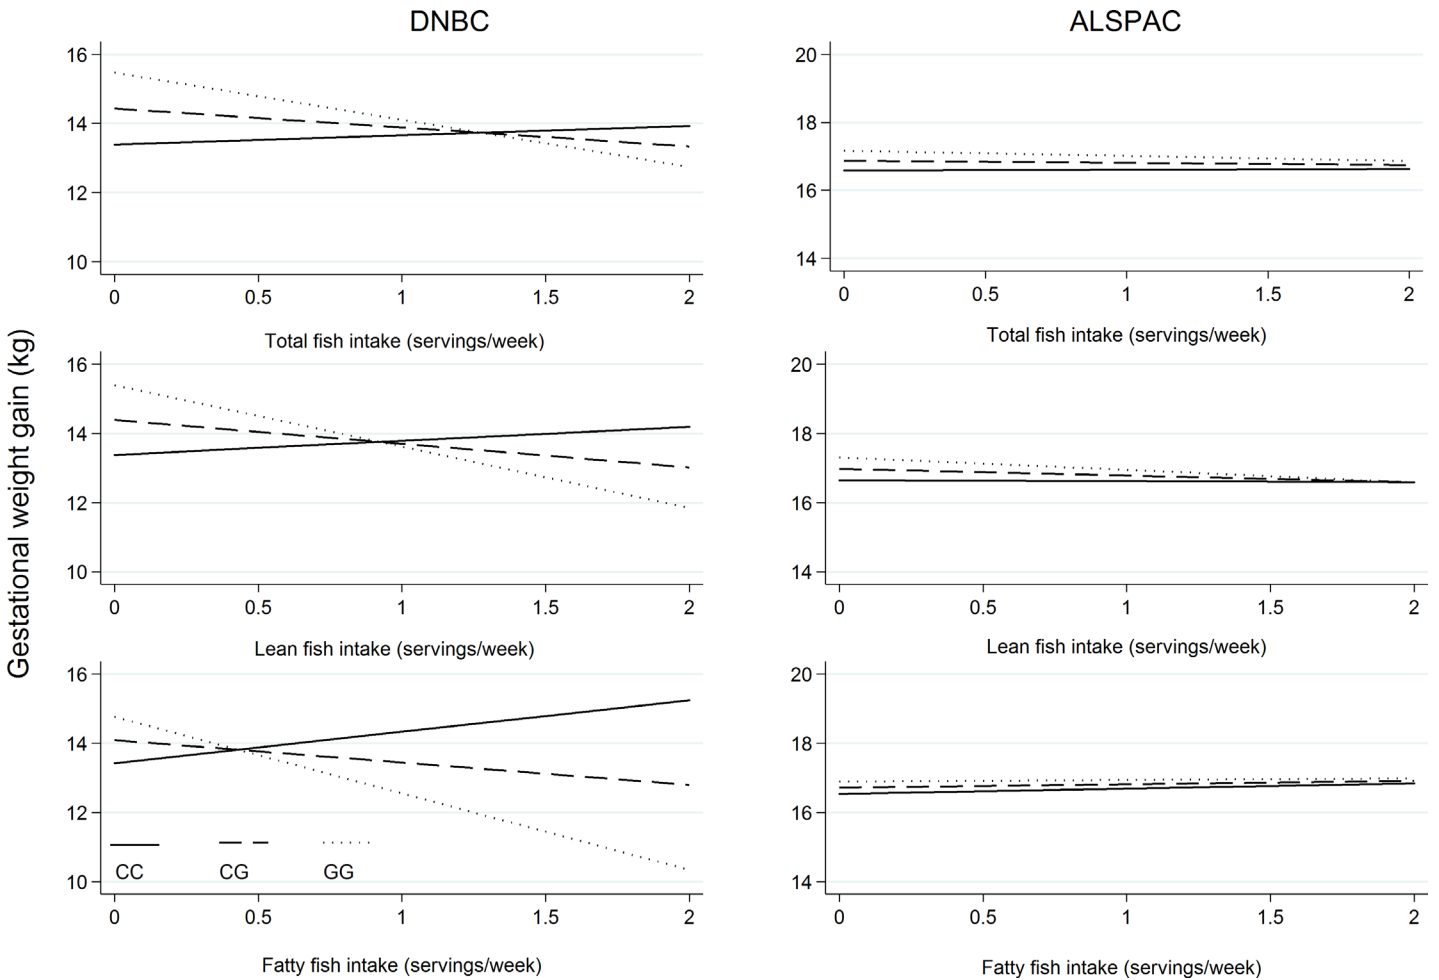 DNBC
ALSPAC
Gestational weight gain (kg)
16
14
12
10
0 0.5 1 1.5 2
Total fish intake (servings/week)
20
18
16
14
0 0.5 1 1.5 2
Total fish intake (servings/week)
16
14
12
10
0 0.5 1 1.5 2
Lean fish intake (servings/week)
20
18
16
14
0 0.5 1 1.5 2
Lean fish intake (servings/week)
16
14
12
10
CC CG GG
0 0.5 1 1.5 2
Fatty fish intake (servings/week)
20
18
16
14
0 0.5 1 1.5 2
Fatty fish intake (servings/week)